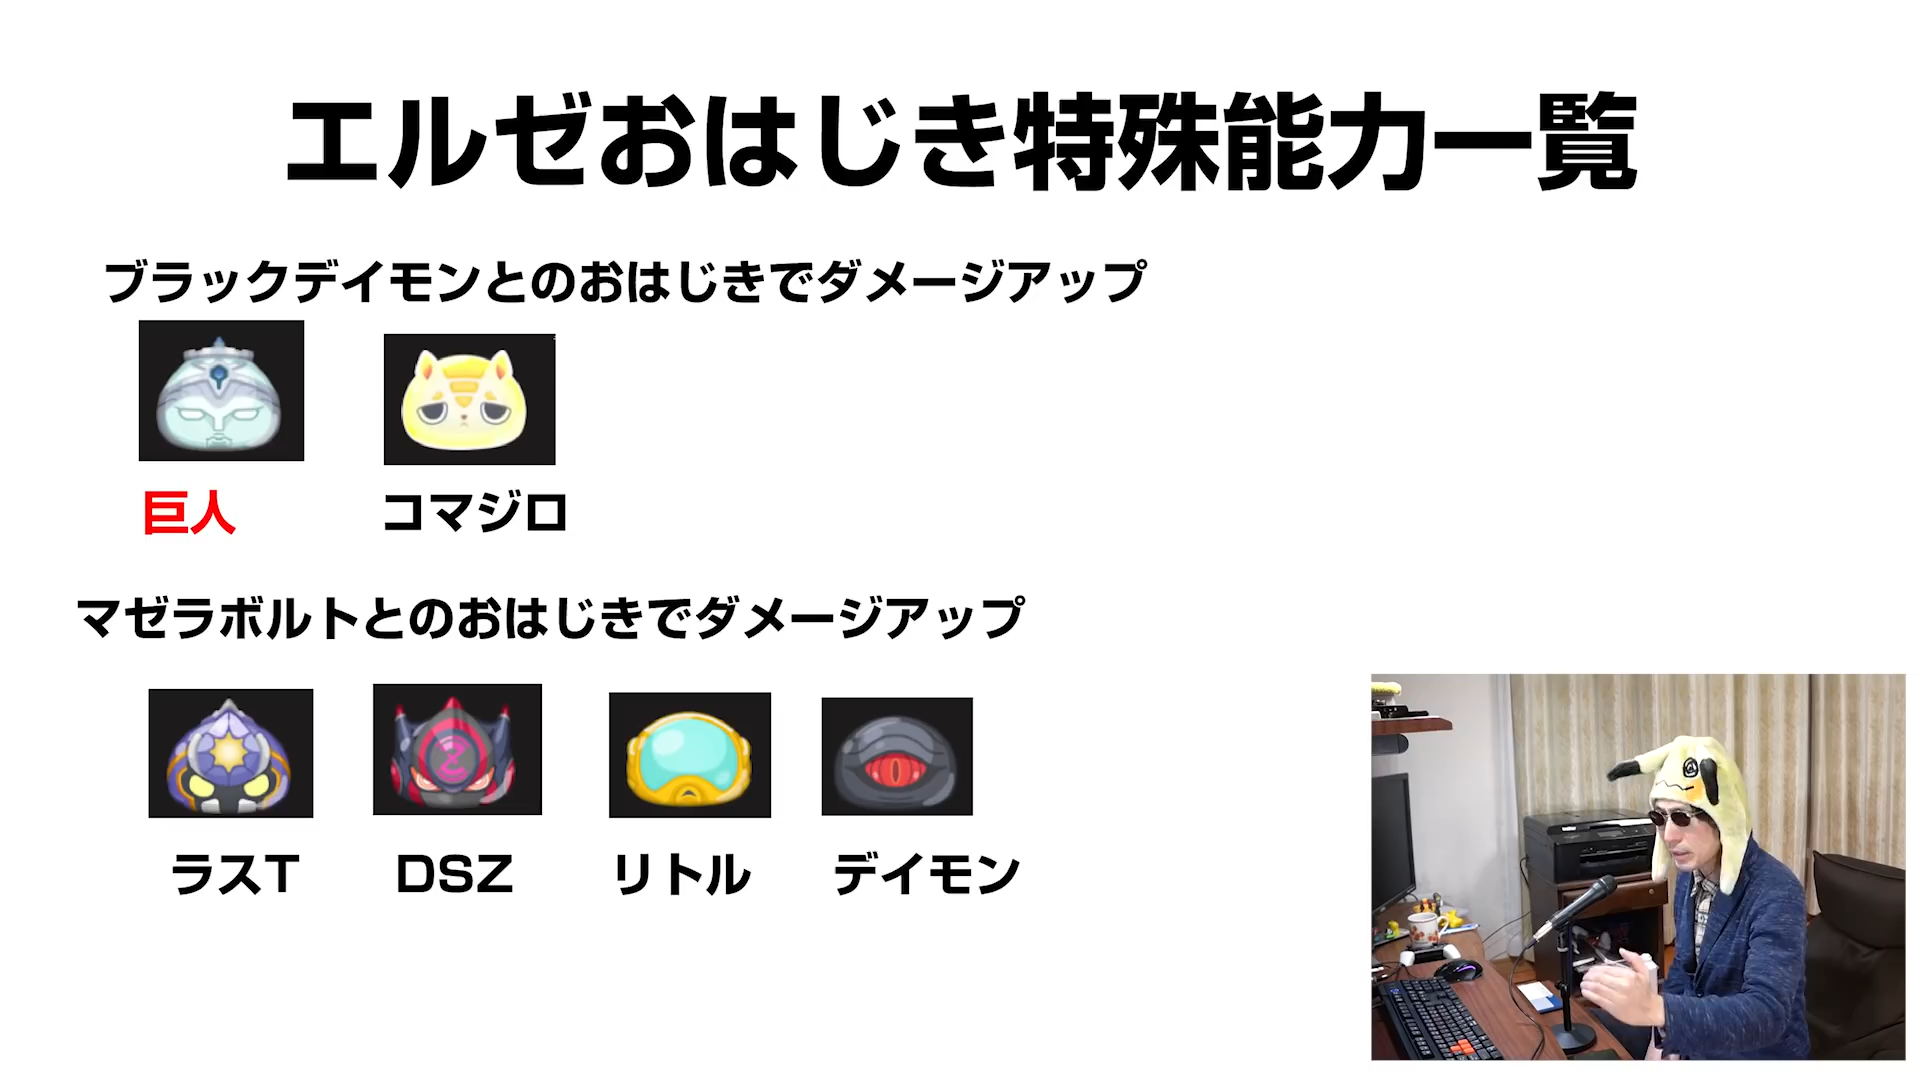 エルゼおはじき特殊能力一覧
ブラックデイモンとのおはじきでダメージアップ
巨人
コマジロ
マゼラボルトとのおはじきでダメージアップ
ラスT
DSZ
リトル
デイモン